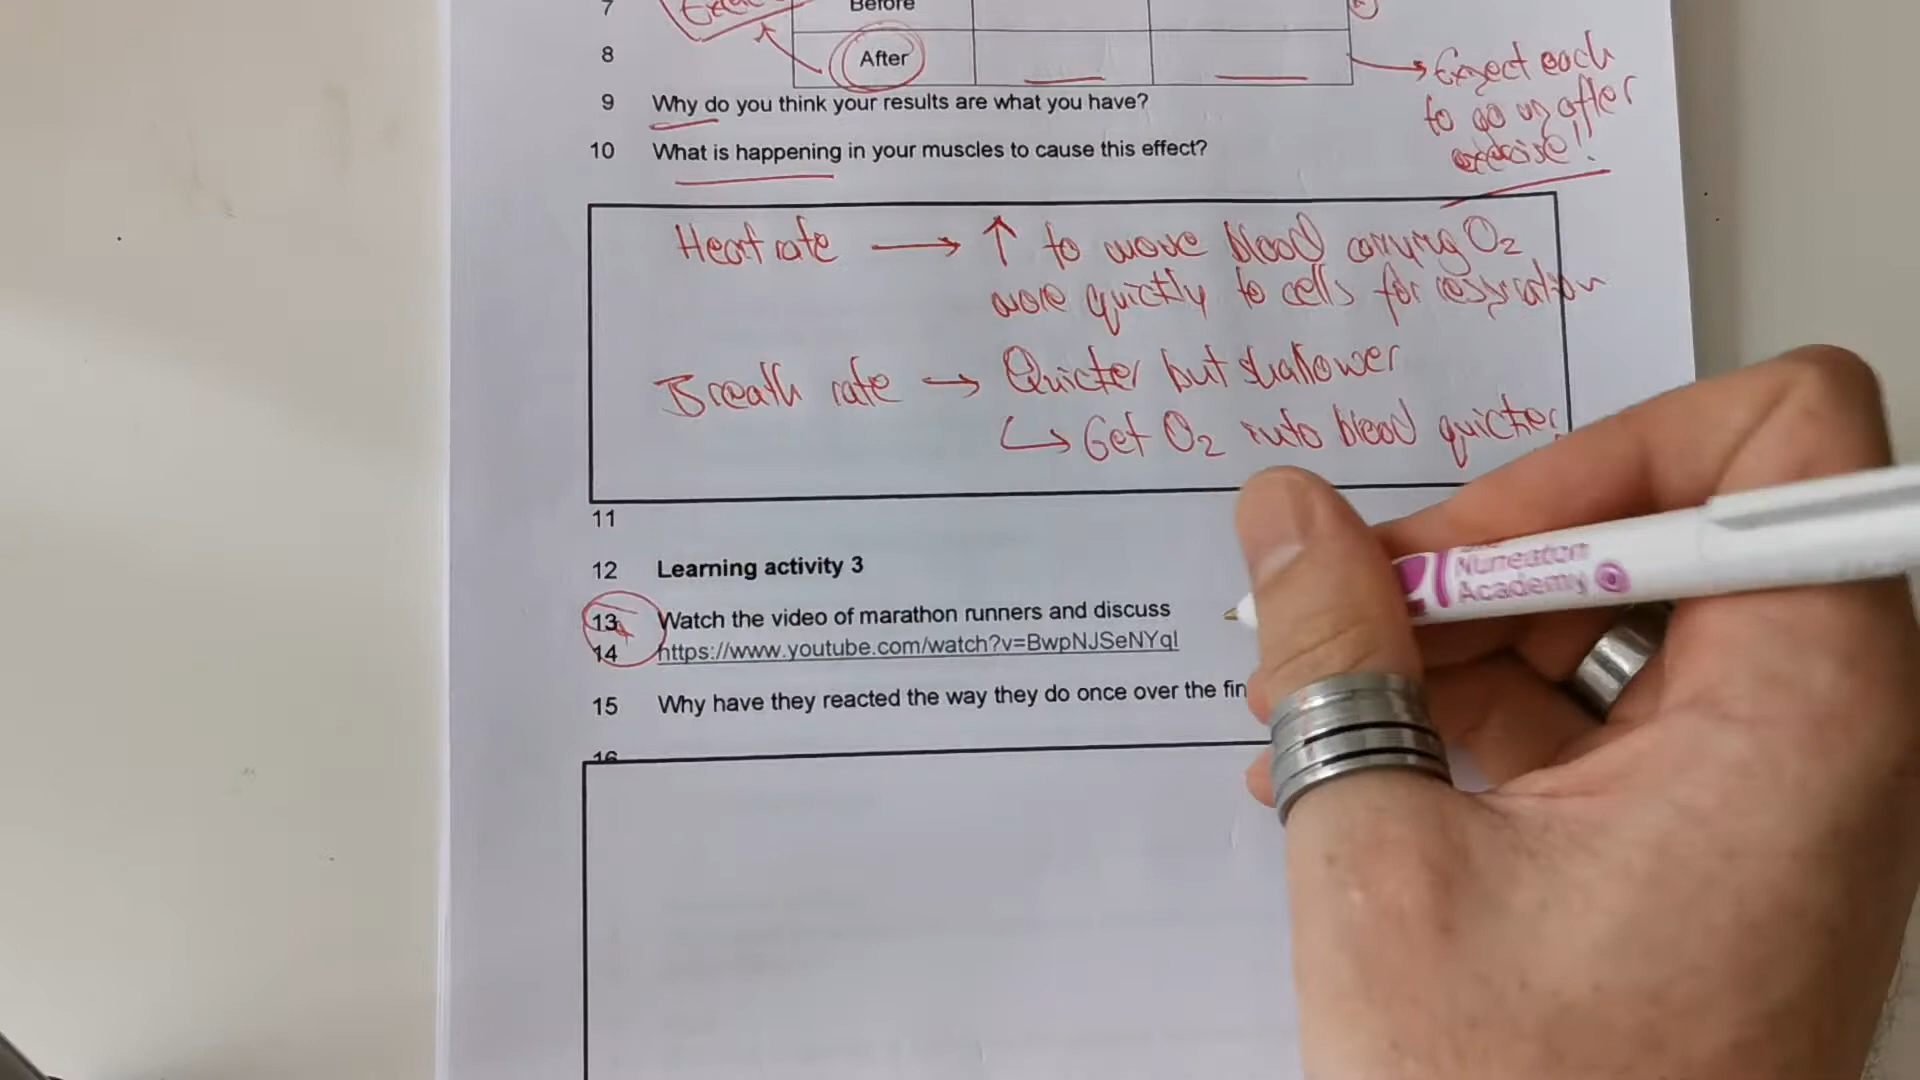 7 Before
8 After
Expect each
to go up after
exercise!!
9 Why do you think your results are what you have?
10 What is happening in your muscles to cause this effect?
Heart rate → ↑ to move blood carrying O₂
more quickly to cells for respiration
Breath rate → Quicker but shallower
↳ Get O₂ into blood quicker
11
12 Learning activity 3
13 Watch the video of marathon runners and discuss
14 https://www.youtube.com/watch?v=BwpNJSeNYqI
15 Why have they reacted the way they do once over the fin
16
Nuneaton
Academy